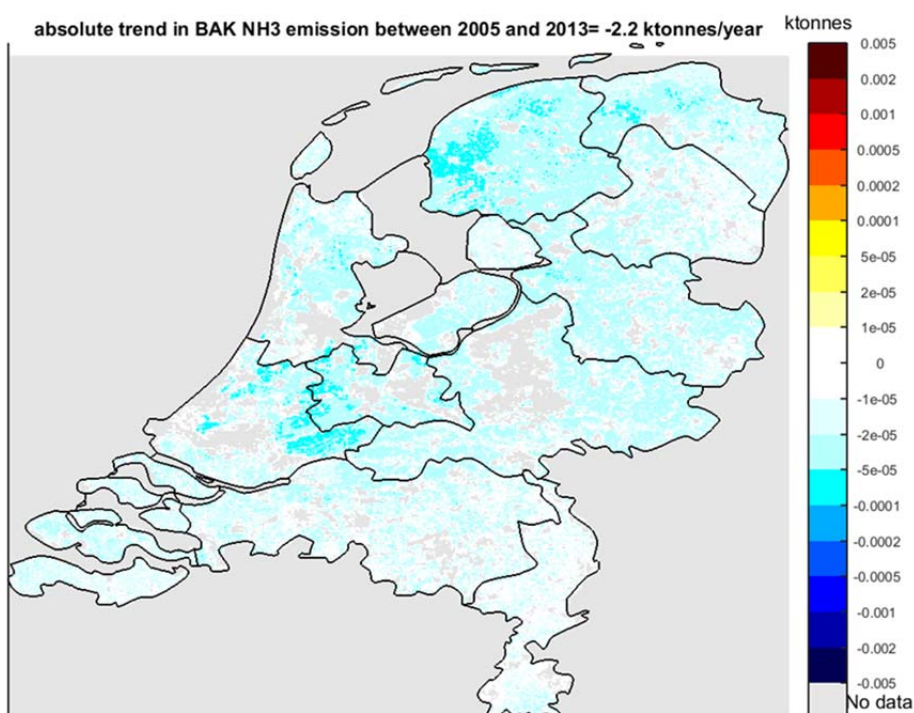 absolute trend in BAK NH3 emission between 2005 and 2013= -2.2 ktonnes/year
ktonnes
0.005
0.002
0.001
0.0005
0.0002
0.0001
5e-05
2e-05
1e-05
0
-1e-05
-2e-05
-5e-05
-0.0001
-0.0002
-0.0005
-0.001
-0.002
-0.005
No data